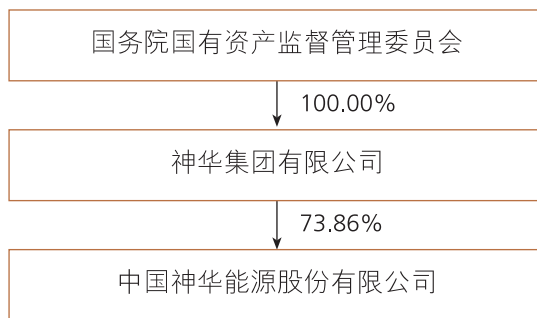 国务院国有资产监督管理委员会
100.00%
神华集团有限公司
73.86%
中国神华能源股份有限公司